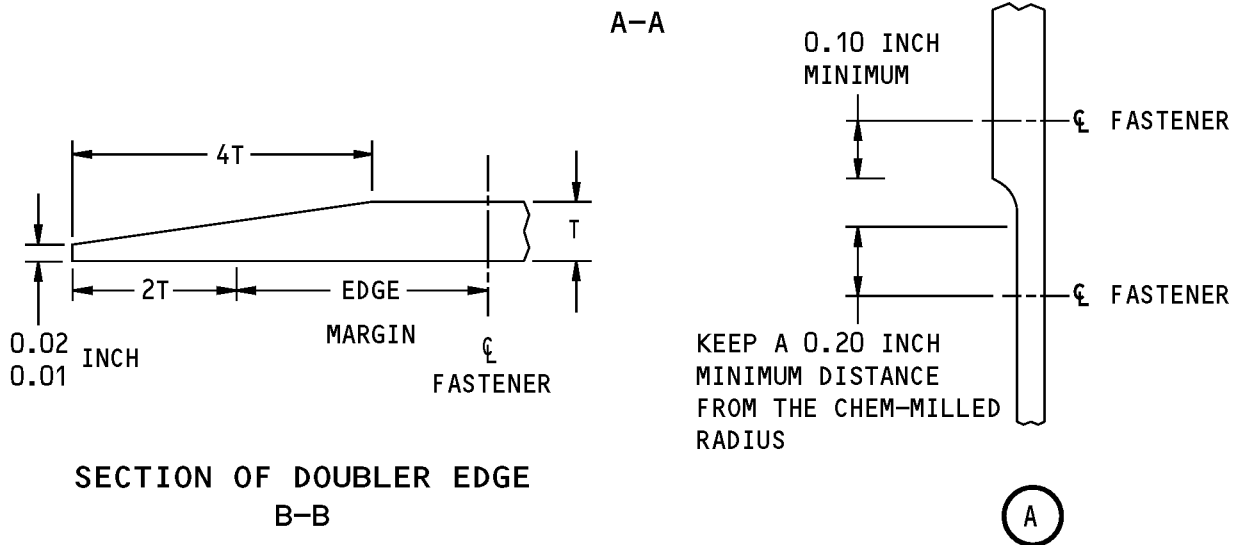 A-A
0.10 INCH
MINIMUM
℄ FASTENER
4T
T
2T
EDGE
MARGIN
0.02
0.01 INCH
℄
FASTENER
℄ FASTENER
KEEP A 0.20 INCH
MINIMUM DISTANCE
FROM THE CHEM-MILLED
RADIUS
SECTION OF DOUBLER EDGE
B-B
A